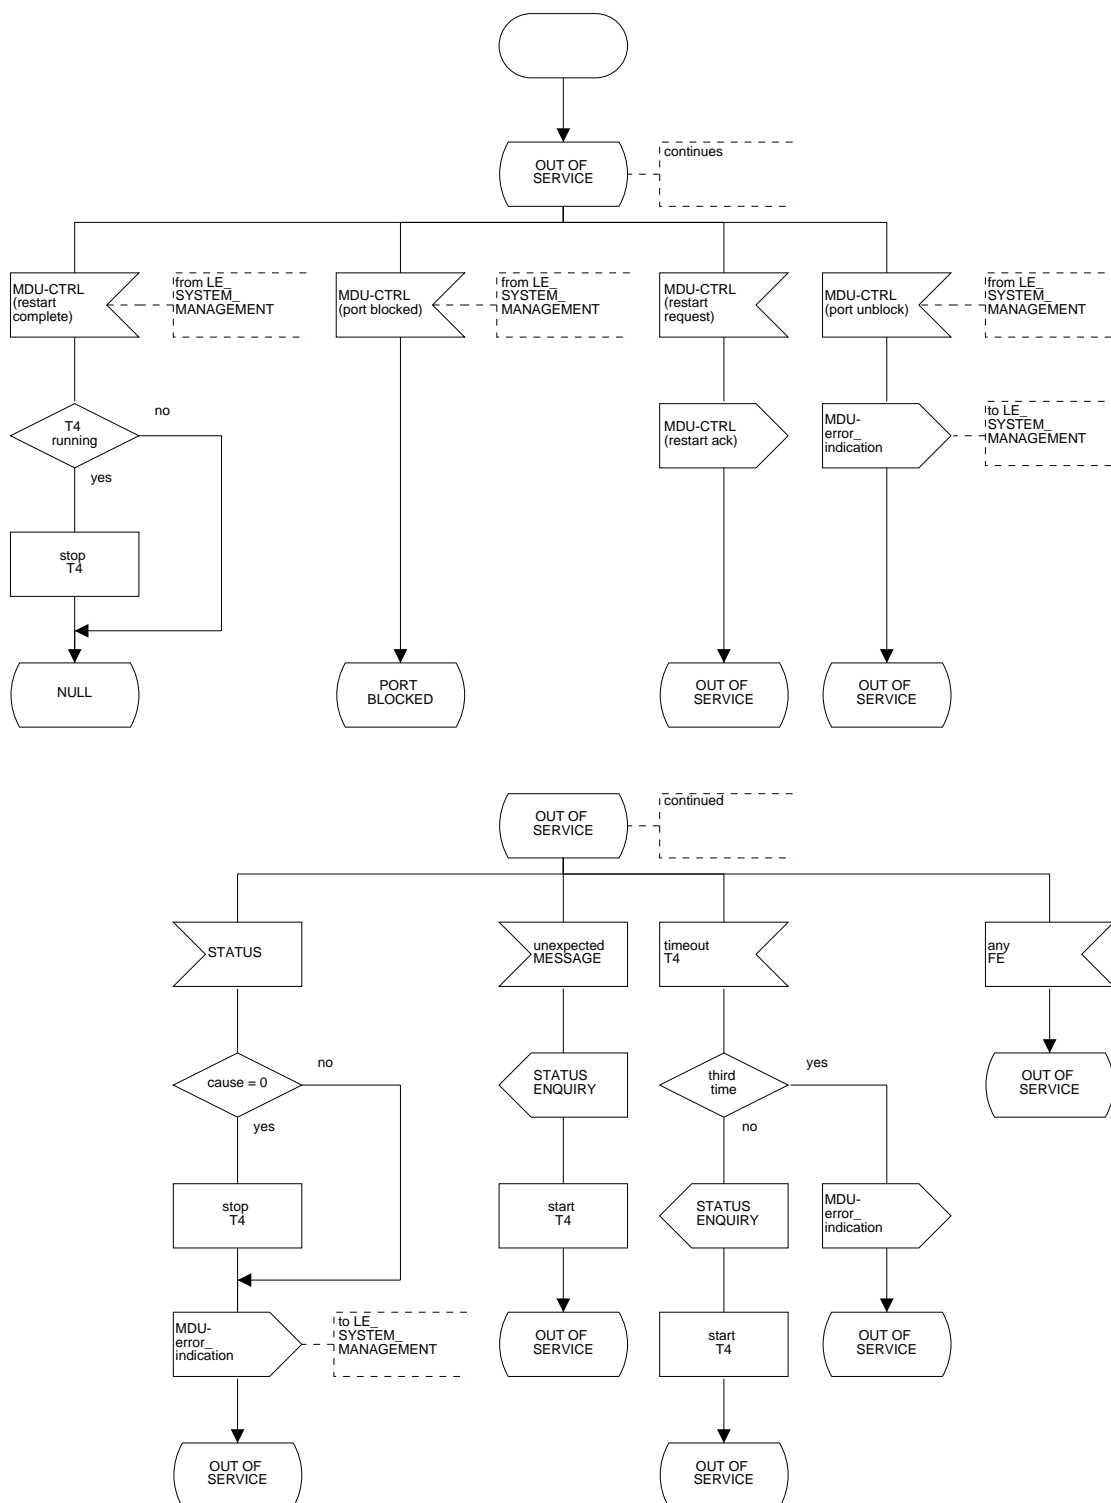 OUT OF
SERVICE
continues
MDU-CTRL
(restart
complete)
from LE_
SYSTEM_
MANAGEMENT
MDU-CTRL
(port blocked)
from LE_
SYSTEM_
MANAGEMENT
MDU-CTRL
(restart
request)
MDU-CTRL
(port unblock)
from LE_
SYSTEM_
MANAGEMENT
T4
running
no
yes
MDU-CTRL
(restart ack)
MDU-
error_
indication
to LE_
SYSTEM_
MANAGEMENT
stop
T4
NULL
PORT
BLOCKED
OUT OF
SERVICE
OUT OF
SERVICE
OUT OF
SERVICE
continued
STATUS
unexpected
MESSAGE
timeout
T4
any
FE
cause = 0
no
yes
STATUS
ENQUIRY
third
time
yes
no
OUT OF
SERVICE
stop
T4
start
T4
STATUS
ENQUIRY
MDU-
error_
indication
MDU-
error_
indication
to LE_
SYSTEM_
MANAGEMENT
OUT OF
SERVICE
start
T4
OUT OF
SERVICE
OUT OF
SERVICE
OUT OF
SERVICE